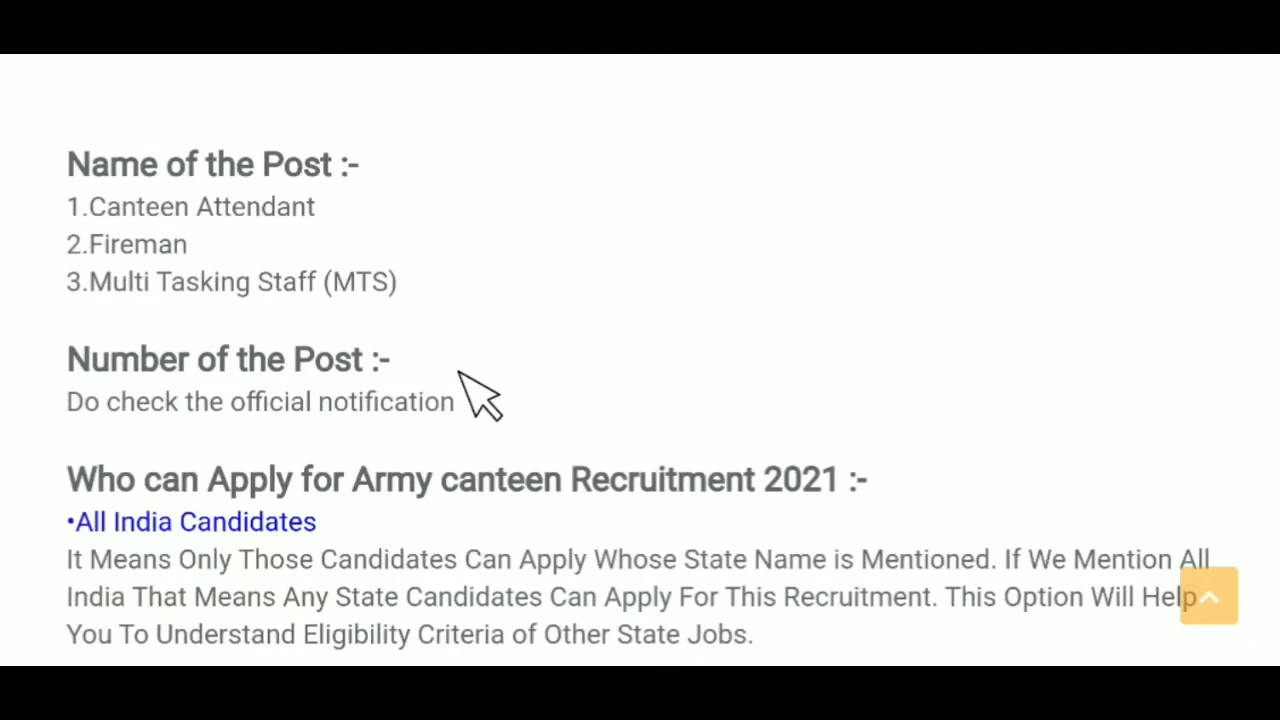 Name of the Post :-
1.Canteen Attendant
2.Fireman
3.Multi Tasking Staff (MTS)
Number of the Post :-
Do check the official notification
Who can Apply for Army canteen Recruitment 2021 :-
•All India Candidates
It Means Only Those Candidates Can Apply Whose State Name is Mentioned. If We Mention All
India That Means Any State Candidates Can Apply For This Recruitment. This Option Will Help
You To Understand Eligibility Criteria of Other State Jobs.